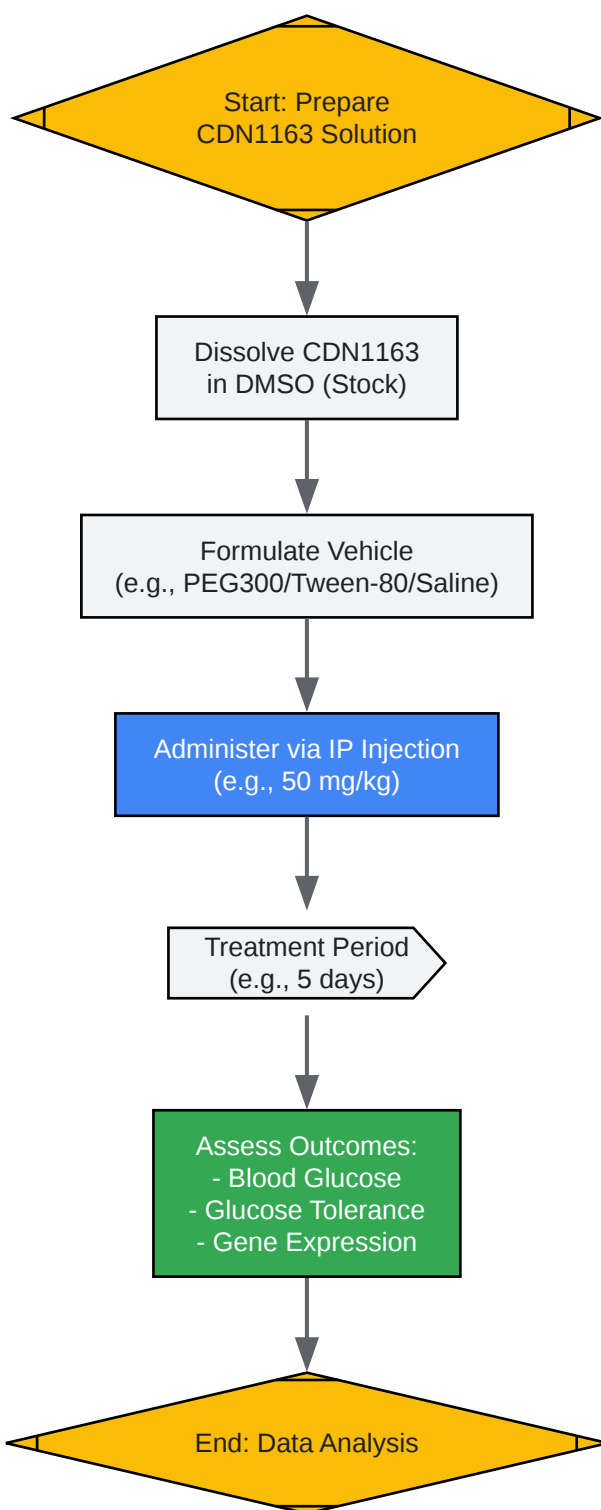 Start: Prepare
CDN1163 Solution
Dissolve CDN1163
in DMSO (Stock)
Formulate Vehicle
(e.g., PEG300/Tween-80/Saline)
Administer via IP Injection
(e.g., 50 mg/kg)
Treatment Period
(e.g., 5 days)
Assess Outcomes:
- Blood Glucose
- Glucose Tolerance
- Gene Expression
End: Data Analysis